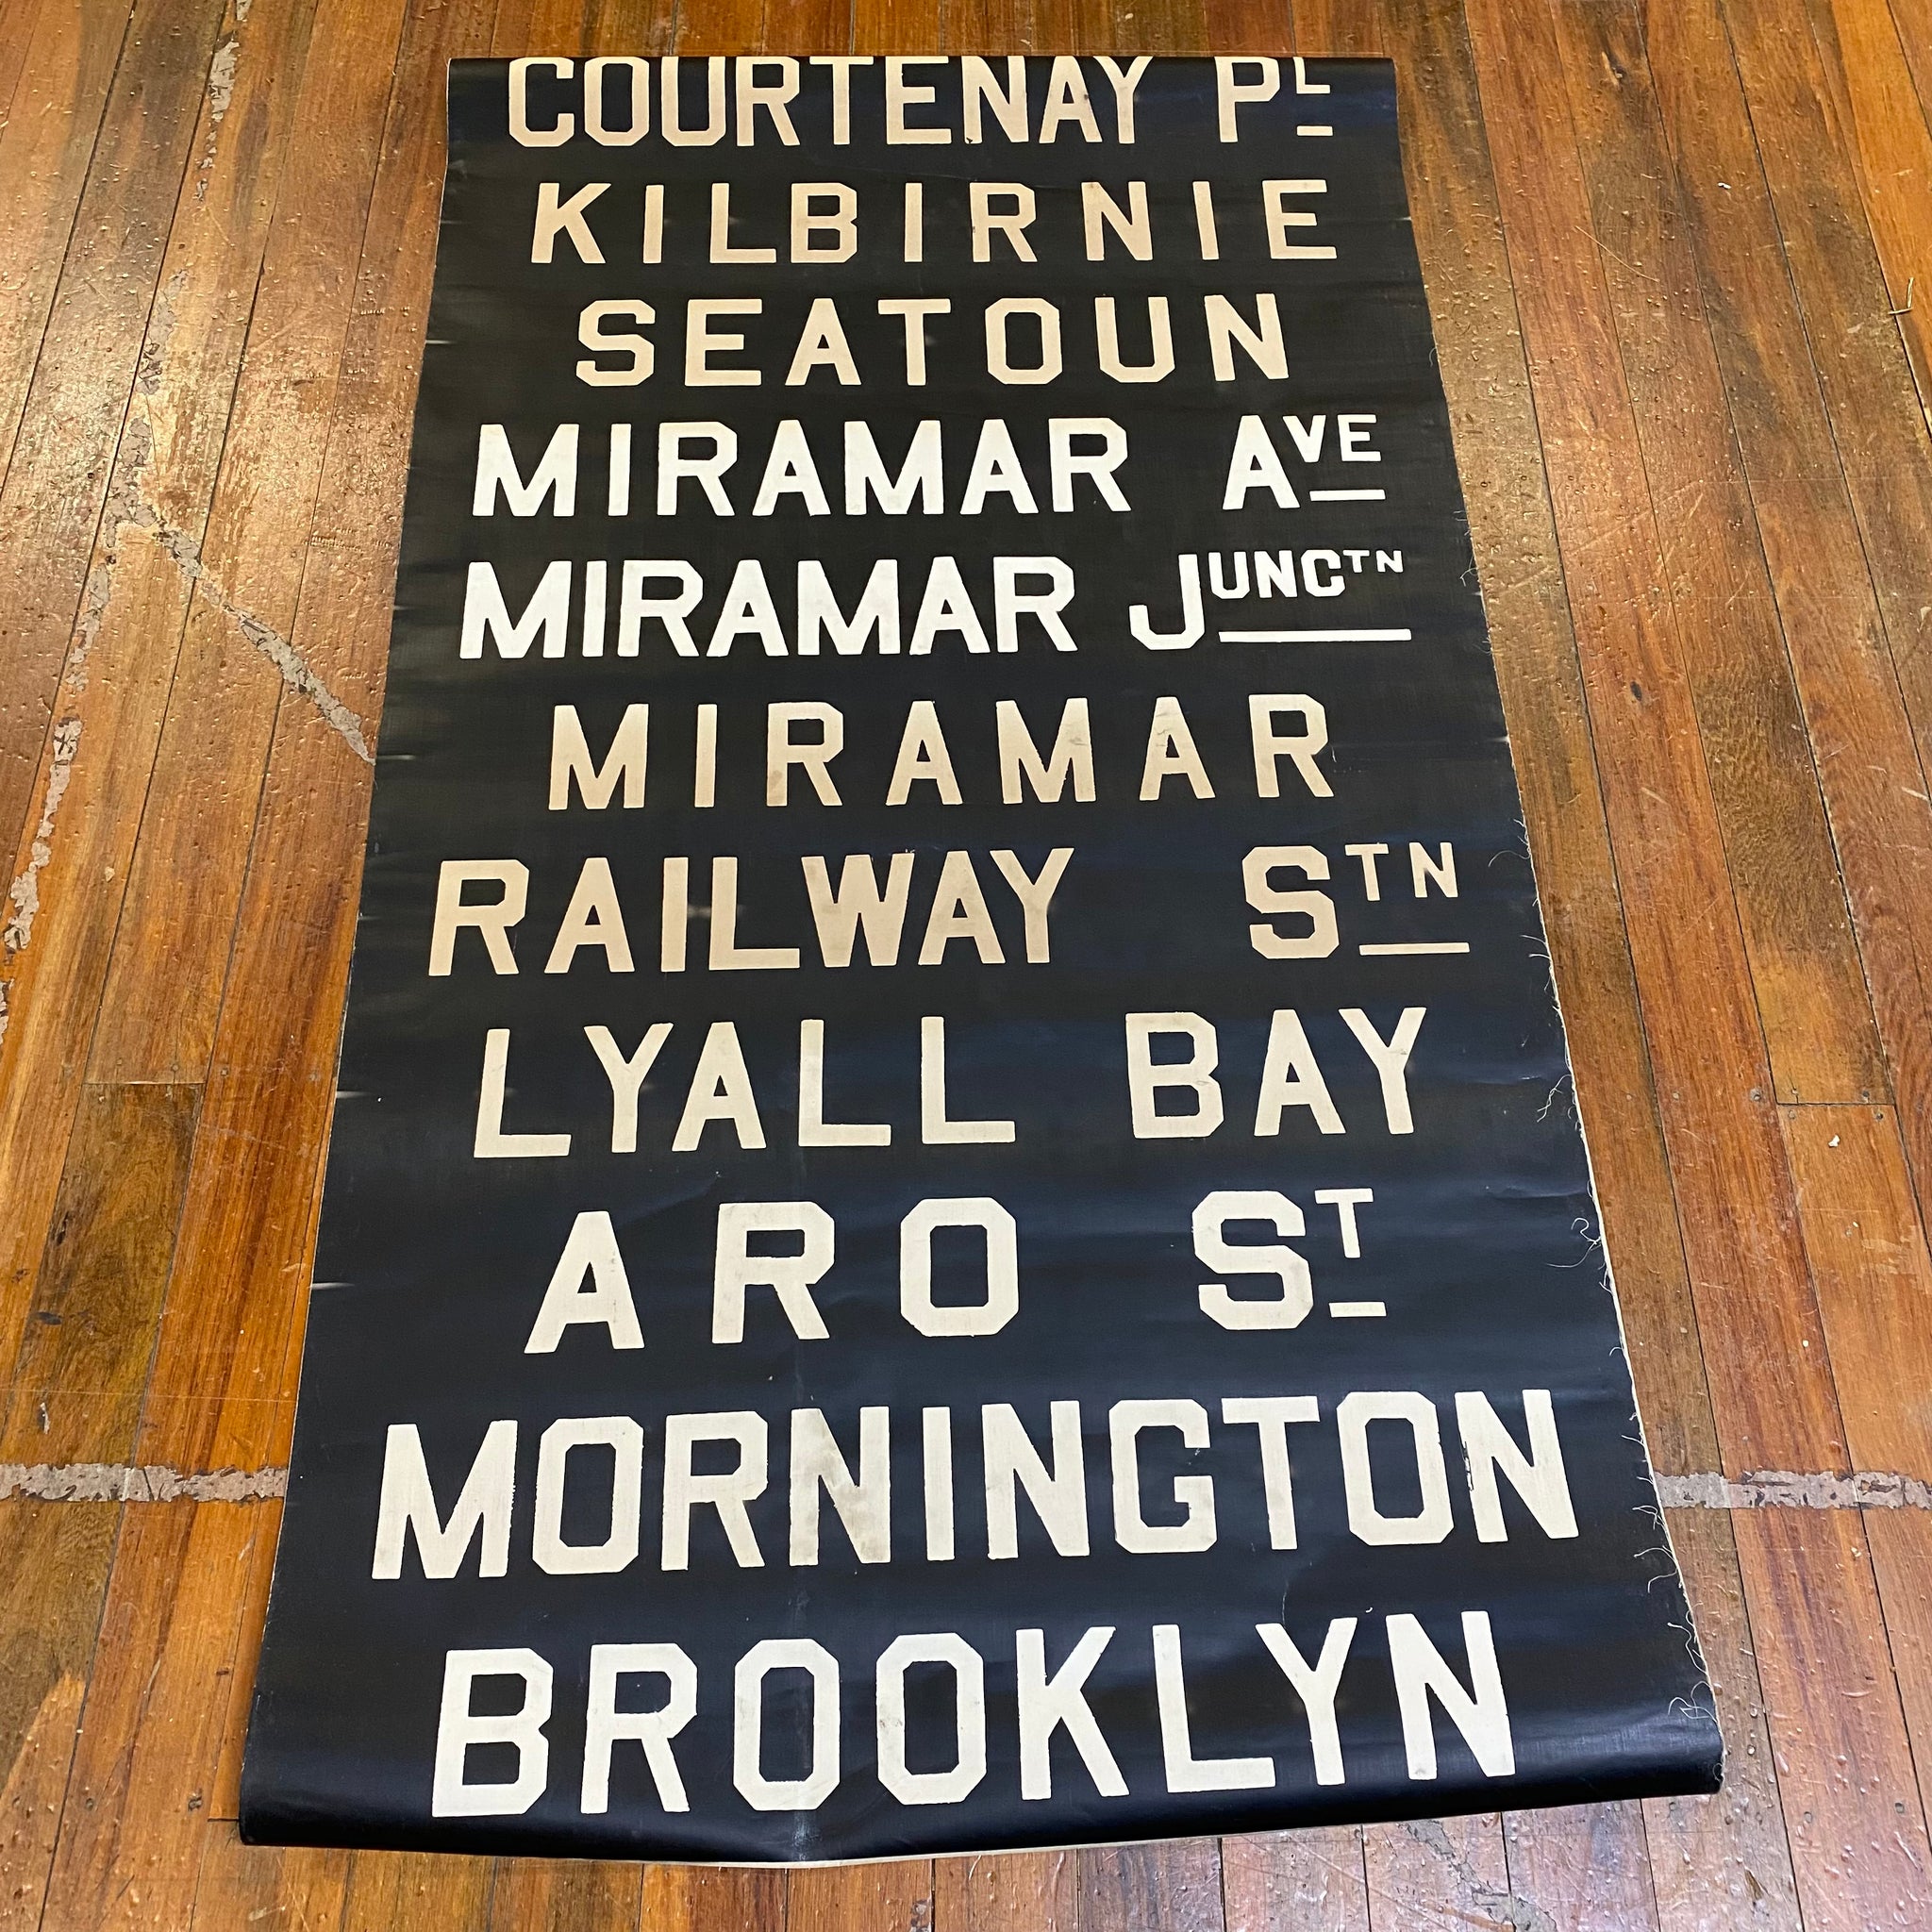 COURTENAY PL
KILBIRNIE
SEATOUN
MIRAMAR AVE
MIRAMAR JUNCTN
MIRAMAR
RAILWAY STN
LYALL BAY
ARO ST
MORNINGTON
BROOKLYN